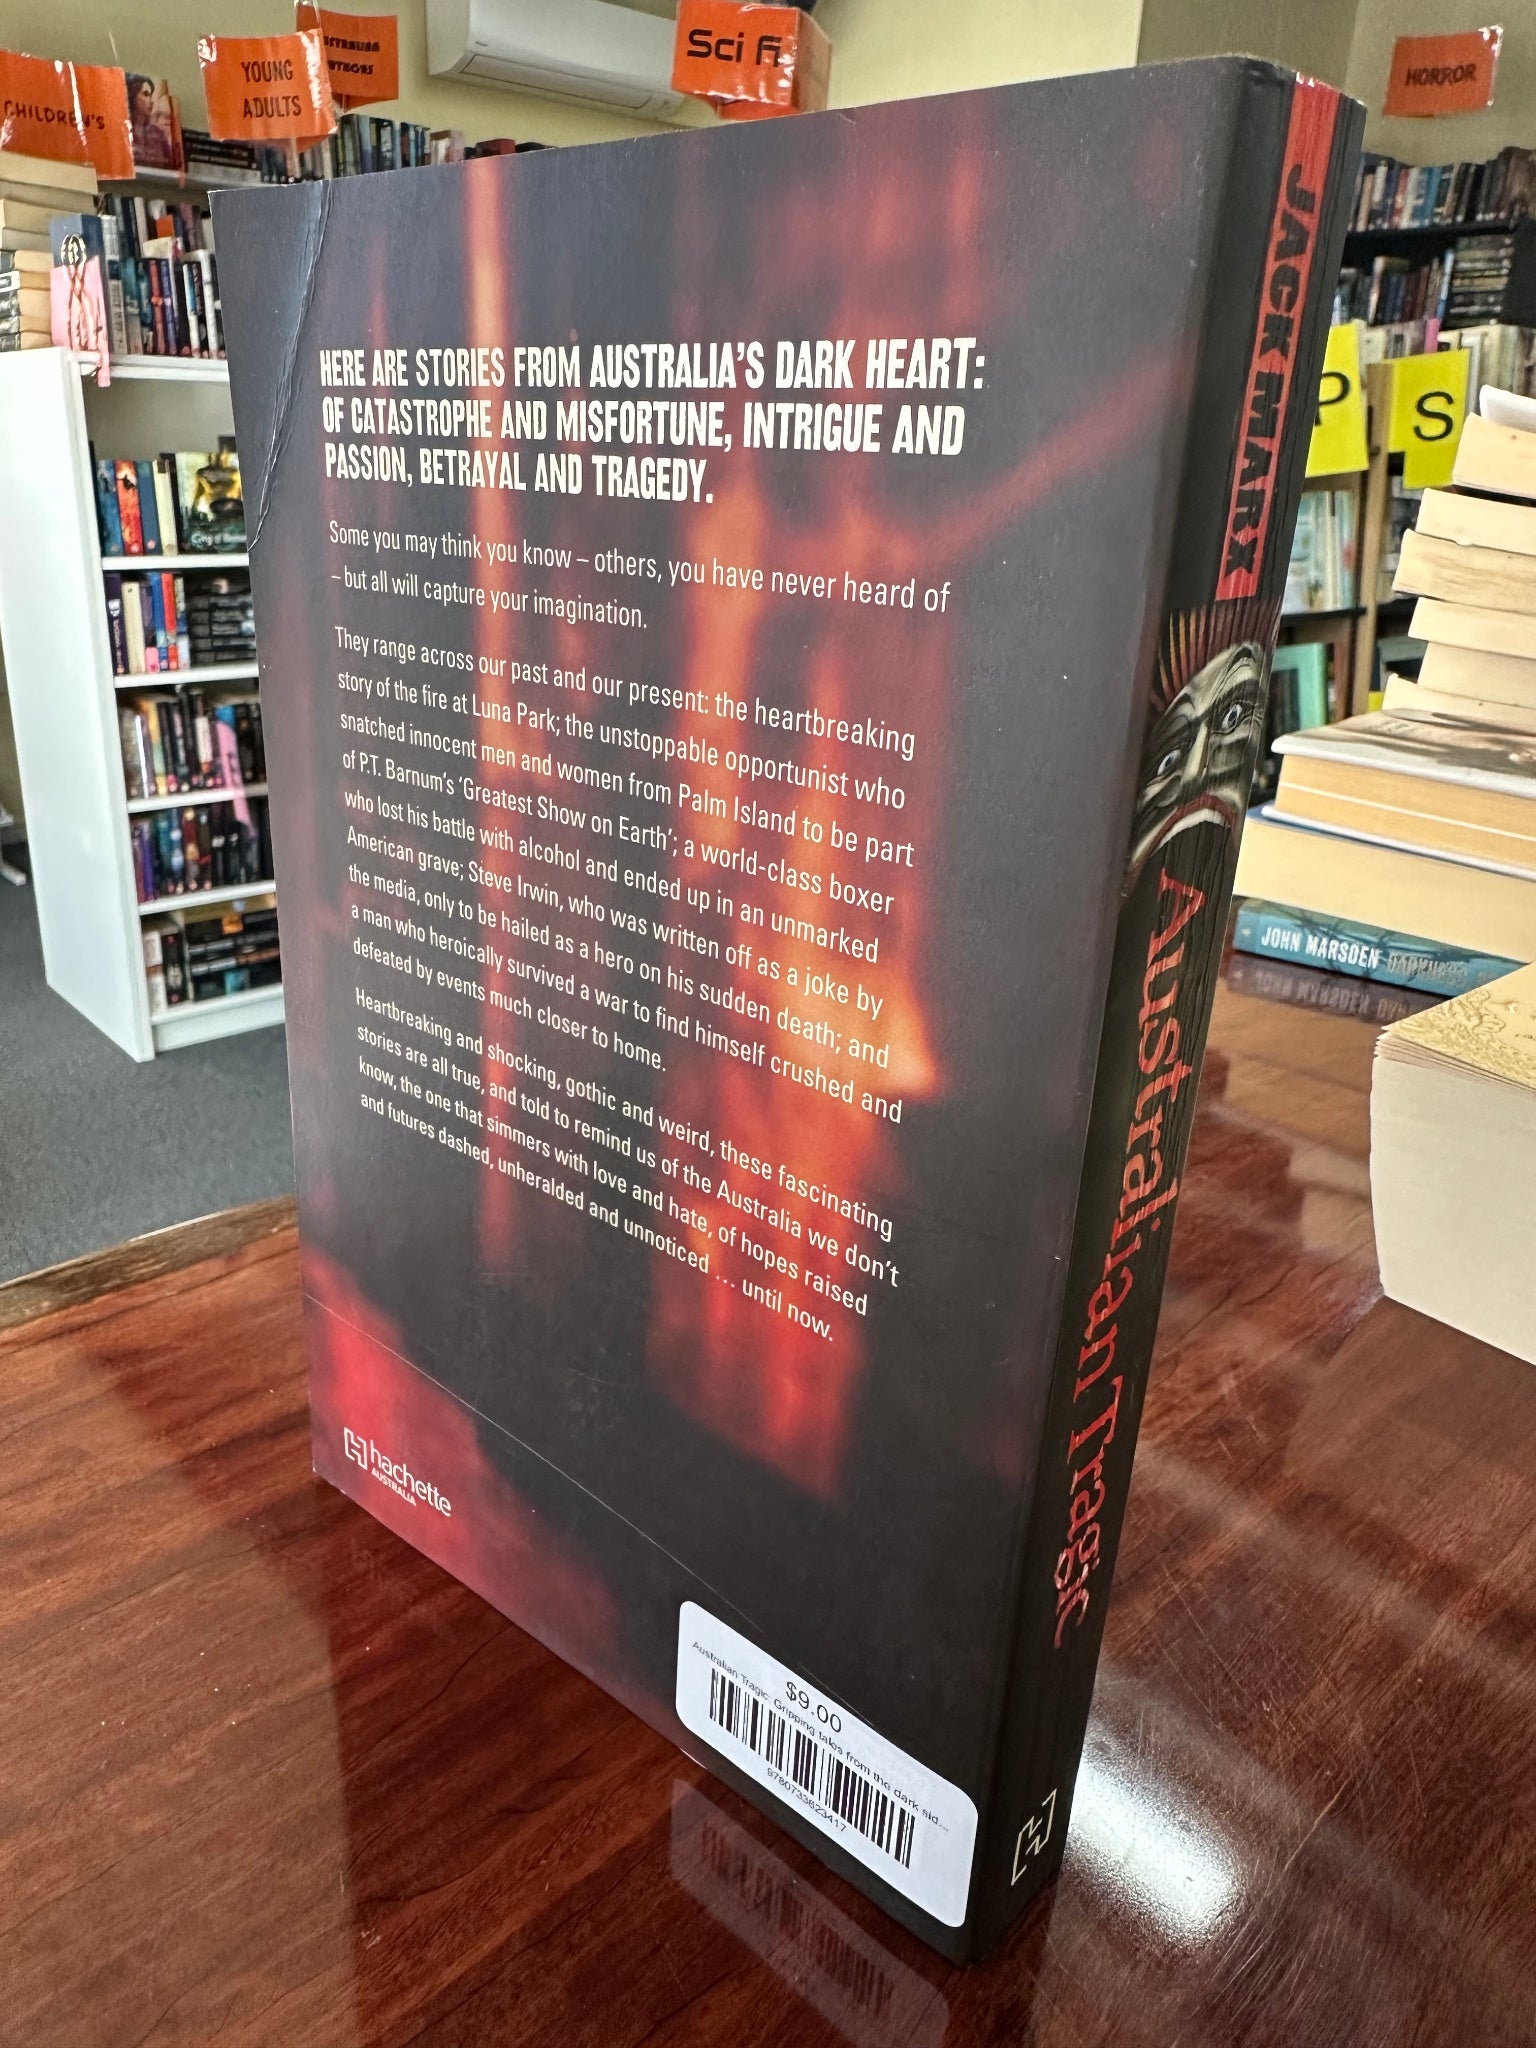 CHILDREN'S
YOUNG
ADULTS
Sci fi
HORROR
P
S
HERE ARE STORIES FROM AUSTRALIA'S DARK HEART:
OF CATASTROPHE AND MISFORTUNE, INTRIGUE AND
PASSION, BETRAYAL AND TRAGEDY.
Some you may think you know – others, you have never heard of
– but all will capture your imagination.
They range across our past and our present: the heartbreaking
story of the fire at Luna Park; the unstoppable opportunist who
snatched innocent men and women from Palm Island to be part
of P.T. Barnum's 'Greatest Show on Earth'; a world-class boxer
who lost his battle with alcohol and ended up in an unmarked
American grave; Steve Irwin, who was written off as a joke by
the media, only to be hailed as a hero on his sudden death; and
a man who heroically survived a war to find himself crushed and
defeated by events much closer to home.
Heartbreaking and shocking, gothic and weird, these fascinating
stories are all true, and told to remind us of the Australia we don't
know, the one that simmers with love and hate, of hopes raised
and futures dashed, unheralded and unnoticed ... until now.
hachette
AUSTRALIA
$9.00
Australian Tragic: Gripping tales from the dark sid...
9780733623417
JACK MARX
Australian Tragic
JOHN MARSDEN